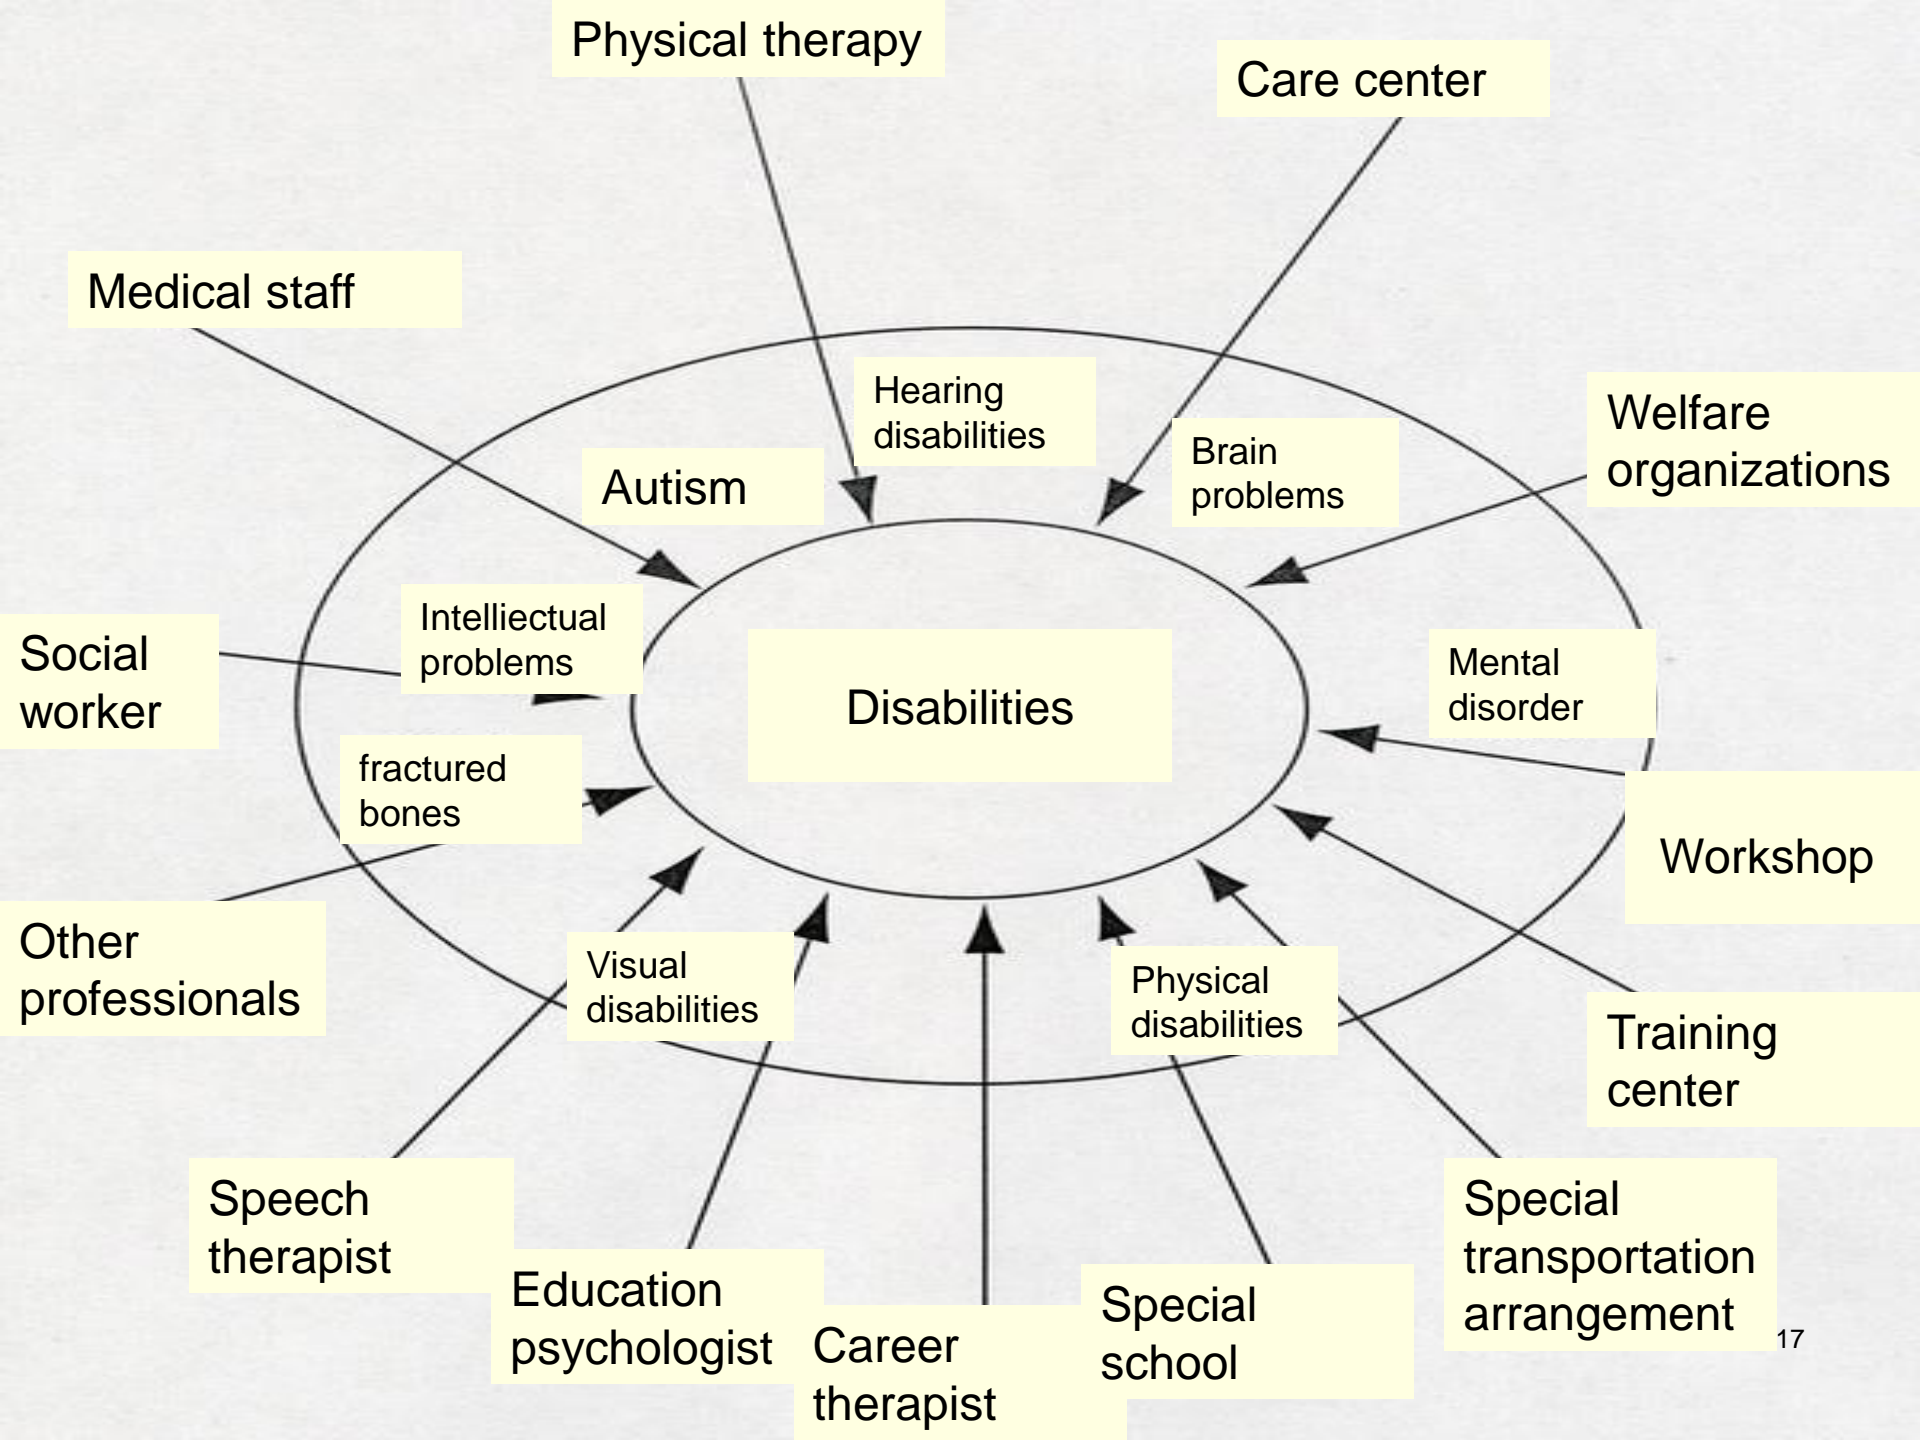 Physical therapy
Care center
Medical staff
Hearing
disabilities
Welfare
organizations
Brain
problems
Autism
Intelliectual
problems
Social
worker
Disabilities
Mental
disorder
fractured
bones
Workshop
Other
professionals
Visual
disabilities
Physical
disabilities
Training
center
Speech
therapist
Special
transportation
arrangement
Education
psychologist
Special
school
Career
therapist
17